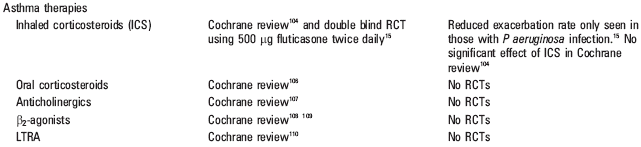 Asthma therapies
Inhaled corticosteroids (ICS) Cochrane review¹⁰⁴ and double blind RCT Reduced exacerbation rate only seen in
using 500 μg fluticasone twice daily¹⁵ those with P aeruginosa infection.¹⁵ No
significant effect of ICS in Cochrane
review¹⁰⁴
Oral corticosteroids Cochrane review¹⁰⁶ No RCTs
Anticholinergics Cochrane review¹⁰⁷ No RCTs
β₂-agonists Cochrane review¹⁰⁸ ¹⁰⁹ No RCTs
LTRA Cochrane review¹¹⁰ No RCTs